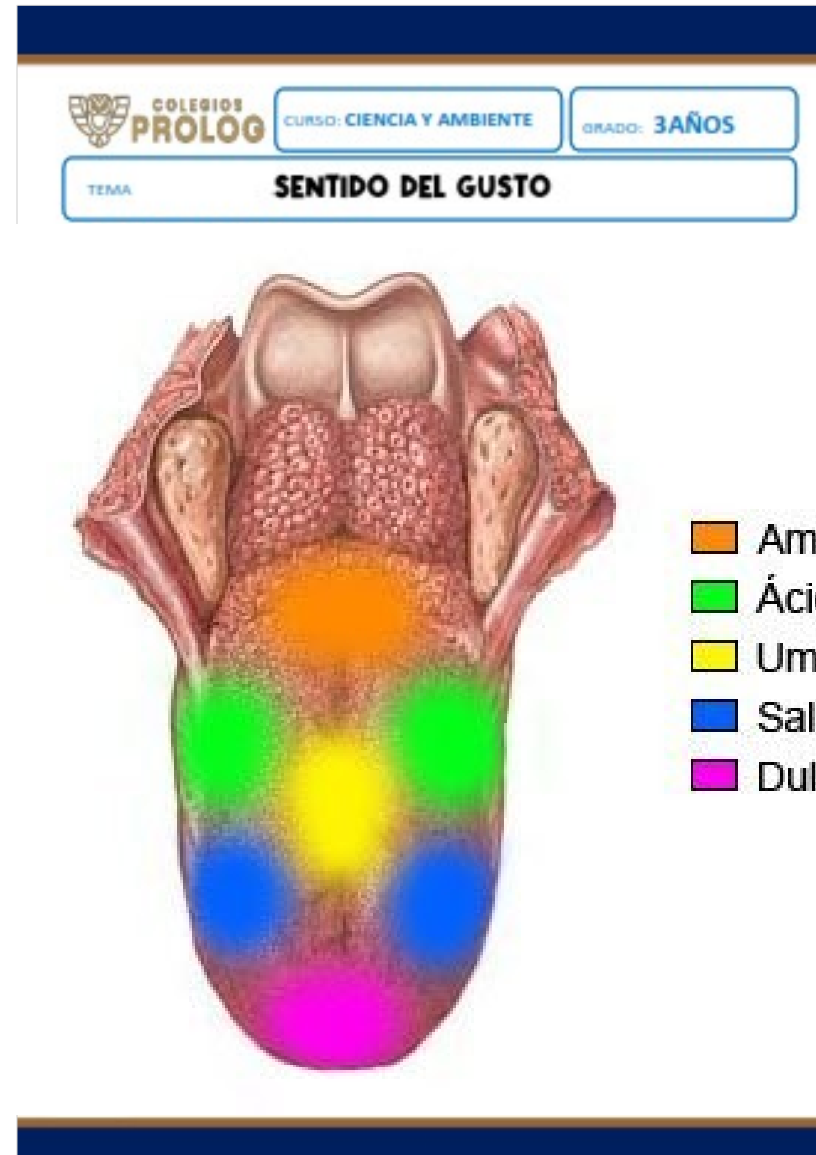 COLEGIOS
PROLOG
CURSO: CIENCIA Y AMBIENTE
GRADO: 3AÑOS
TEMA
SENTIDO DEL GUSTO
Am
Áci
Um
Sal
Dul